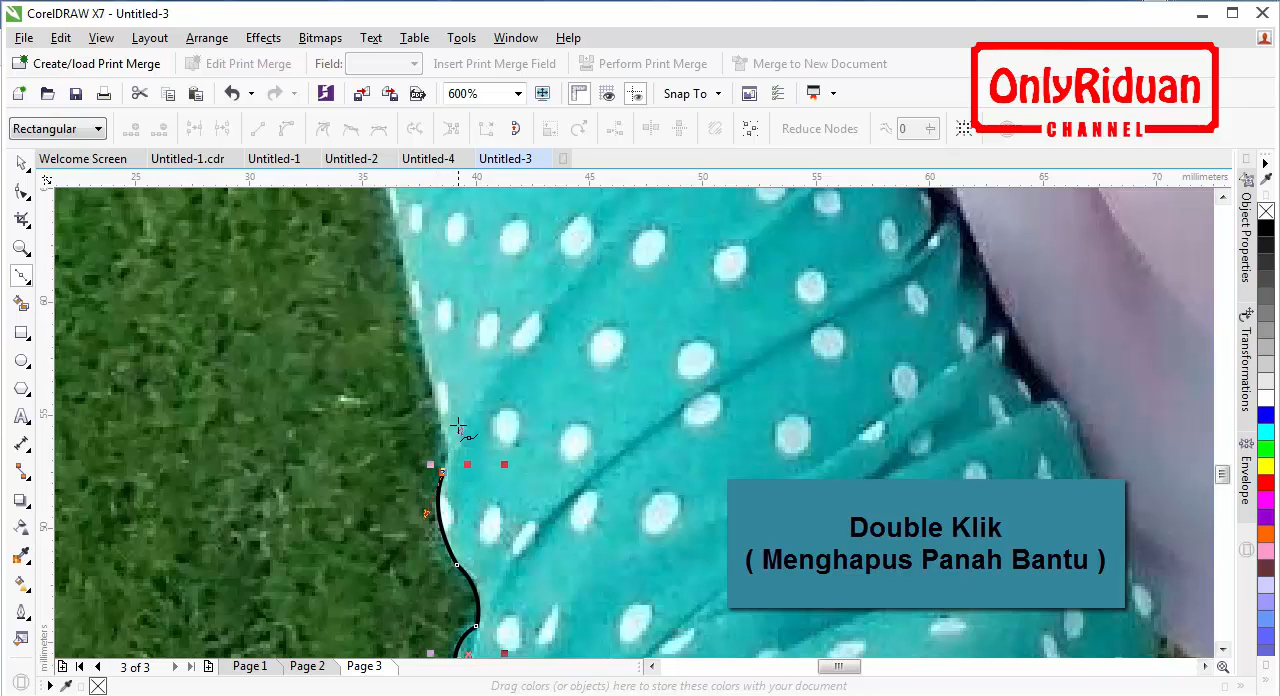 CorelDRAW X7 - Untitled-3
File Edit View Layout Arrange Effects Bitmaps Text Table Tools Window Help
Create/load Print Merge Edit Print Merge Field: Insert Print Merge Field Perform Print Merge Merge to New Document
OnlyRiduan
CHANNEL
600% Snap To
Rectangular Reduce Nodes 0
Welcome Screen Untitled-1.cdr Untitled-1 Untitled-2 Untitled-4 Untitled-3
25 30 35 40 45 50 55 60 65 70 millimeters
60
55
50
millimeters
Object Properties
Transformations
Envelope
Double Klik
( Menghapus Panah Bantu )
3 of 3 Page 1 Page 2 Page 3
Drag colors (or objects) here to store these colors with your document